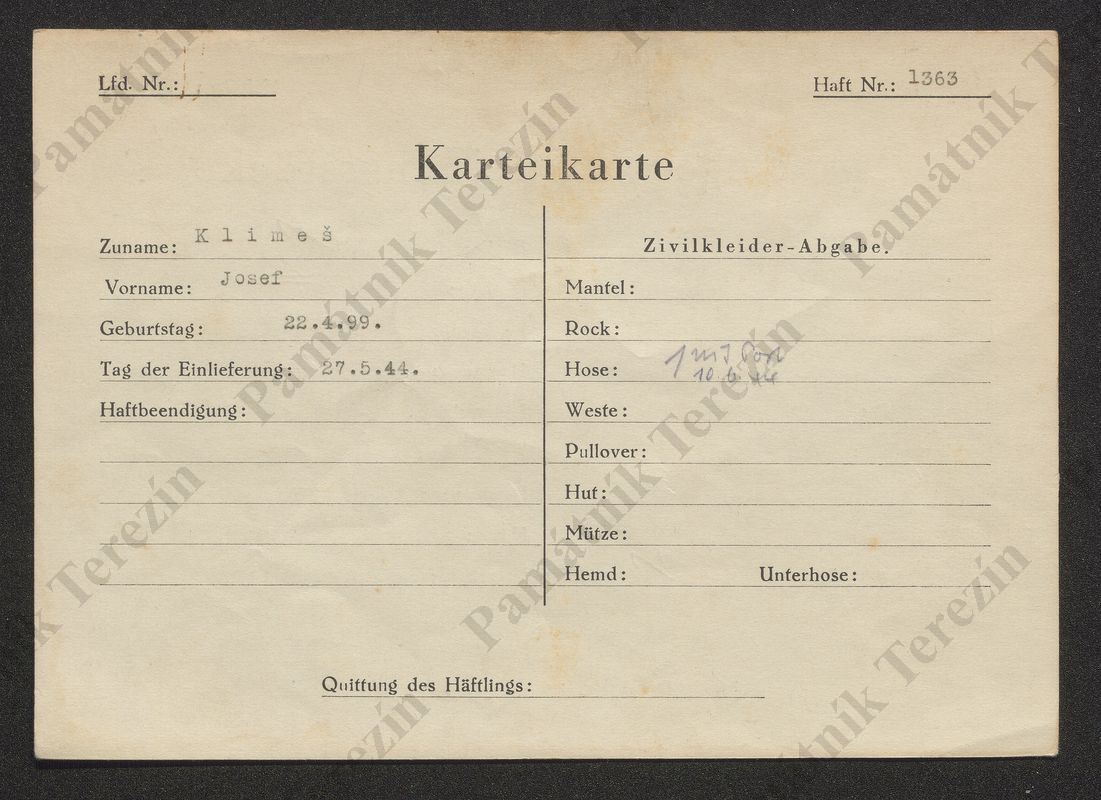 Lfd. Nr.:
Haft Nr.: 1363
Karteikarte
Zuname: Klimeš
Vorname: Josef
Geburtstag: 22.4.99.
Tag der Einlieferung: 27.5.44.
Haftbeendigung:
Zivilkleider-Abgabe.
Mantel:
Rock:
Hose:
10.6.44
Weste:
Pullover:
Hut:
Mütze:
Hemd: Unterhose:
Quittung des Häftlings:
Památník Terezín